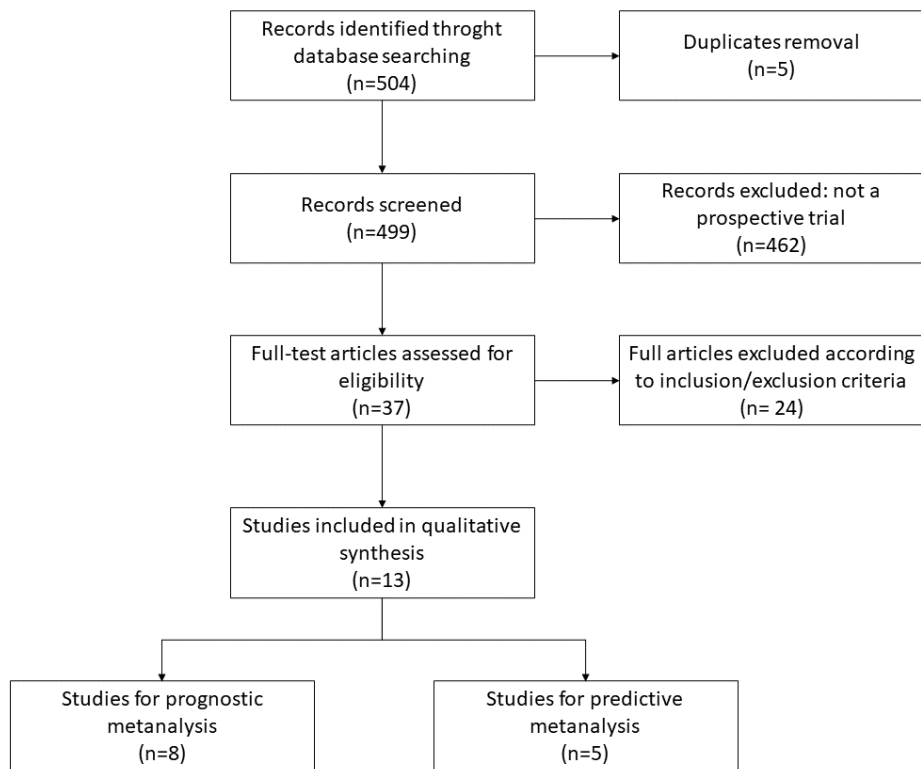 Records identified throght
database searching
(n=504)
Duplicates removal
(n=5)
Records screened
(n=499)
Records excluded: not a
prospective trial
(n=462)
Full-test articles assessed for
eligibility
(n=37)
Full articles excluded according
to inclusion/exclusion criteria
(n= 24)
Studies included in qualitative
synthesis
(n=13)
Studies for prognostic
metanalysis
(n=8)
Studies for predictive
metanalysis
(n=5)